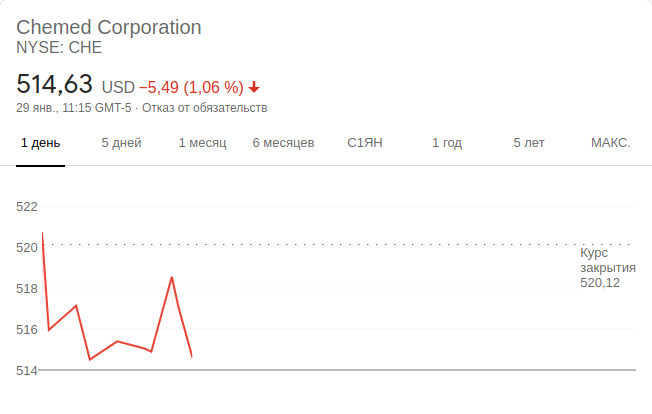 Chemed Corporation
NYSE: CHE
514,63 USD −5,49 (1,06 %)
29 янв., 11:15 GMT-5 · Отказ от обязательств
1 день 5 дней 1 месяц 6 месяцев С1ЯН 1 год 5 лет МАКС.
522
520
Курс
закрытия
520,12
518
516
514